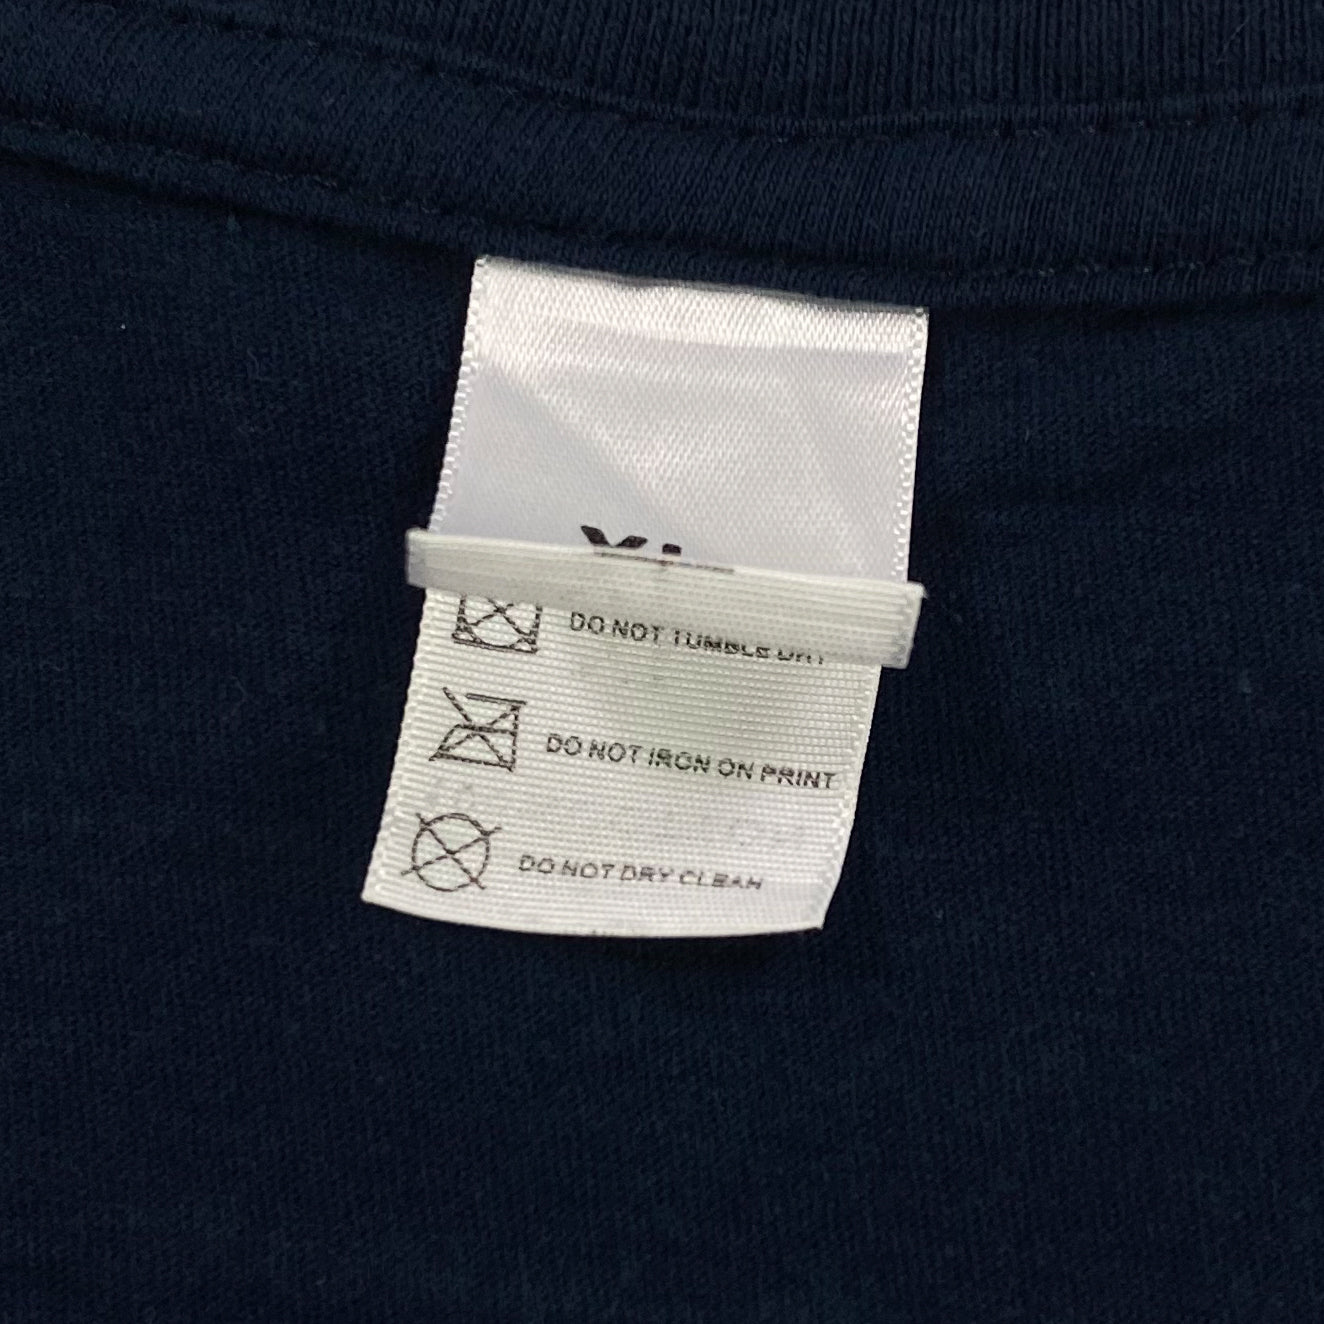 DO NOT TUMBLE DRY
DO NOT IRON ON PRINT
DO NOT DRY CLEAN